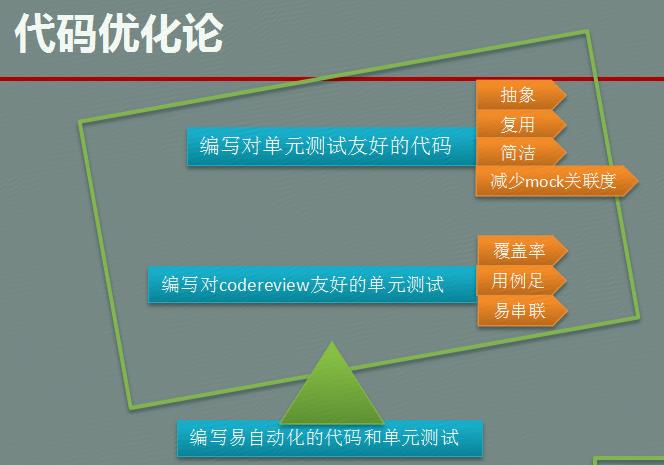 代码优化论
编写对单元测试友好的代码
抽象
复用
简洁
减少mock关联度
编写对codereview友好的单元测试
覆盖率
用例足
易串联
编写易自动化的代码和单元测试